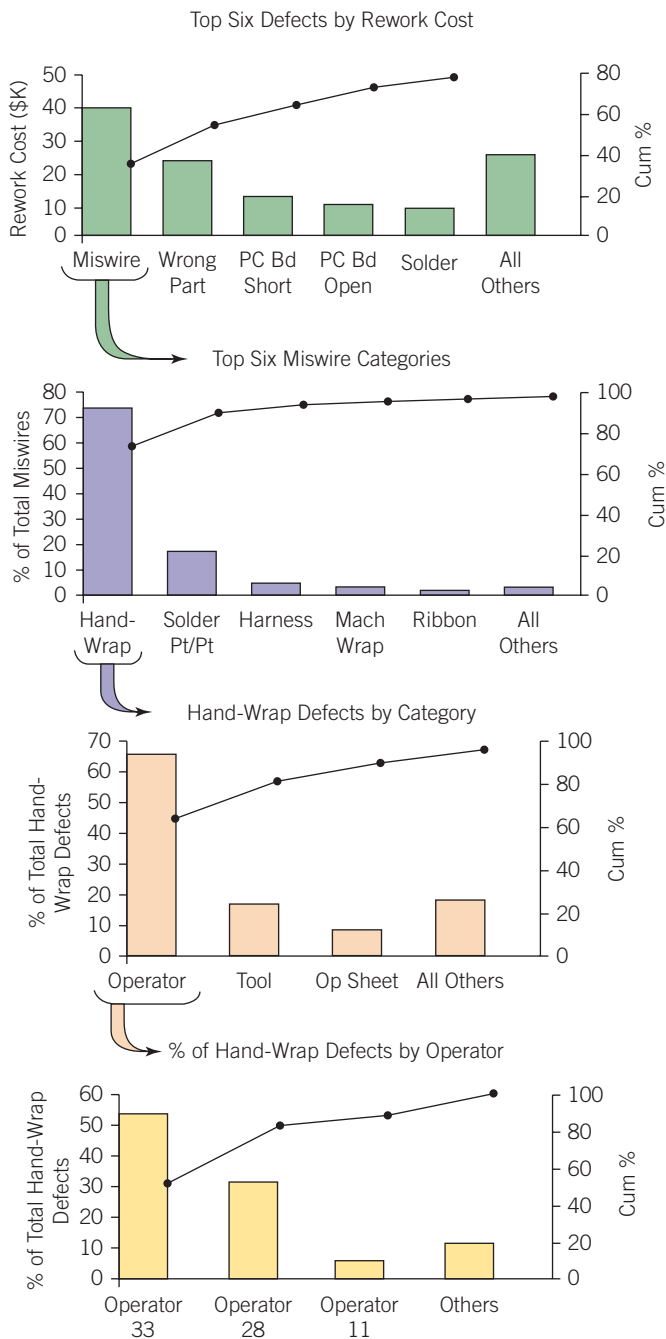 Top Six Defects by Rework Cost
Rework Cost ($K)
50
40
30
20
10
0
80
60
40
20
0
Cum %
Miswire
Wrong
Part
PC Bd
Short
PC Bd
Open
Solder
All
Others
Top Six Miswire Categories
% of Total Miswires
80
70
60
50
40
30
20
10
0
100
80
60
40
20
0
Cum %
Hand-
Wrap
Solder
Pt/Pt
Harness
Mach
Wrap
Ribbon
All
Others
Hand-Wrap Defects by Category
% of Total Hand-
Wrap Defects
70
60
50
40
30
20
10
0
100
80
60
40
20
0
Cum %
Operator
Tool
Op Sheet
All Others
% of Hand-Wrap Defects by Operator
% of Total Hand-Wrap
Defects
60
50
40
30
20
10
0
100
80
60
40
20
0
Cum %
Operator
33
Operator
28
Operator
11
Others